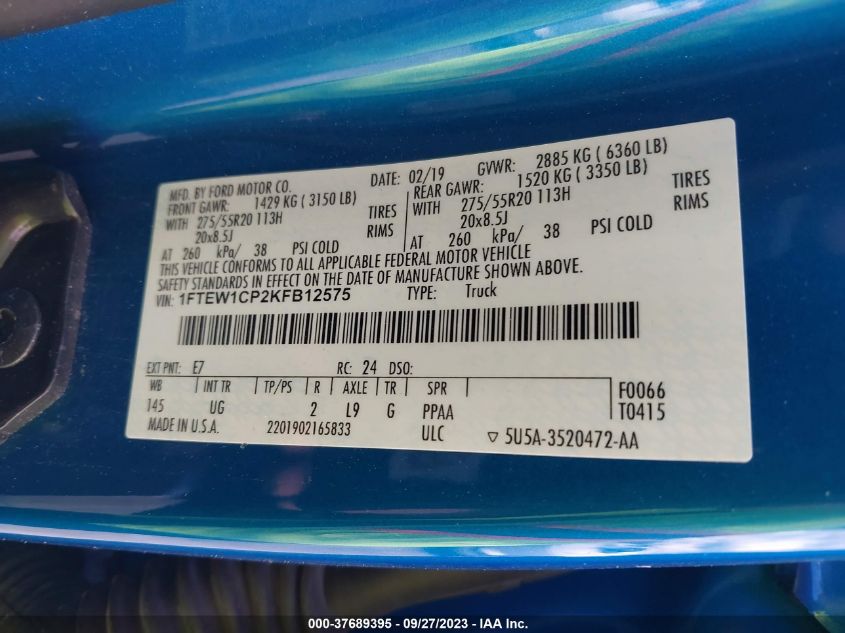 MFD. BY FORD MOTOR CO. DATE: 02/19 GVWR: 2885 KG ( 6360 LB)
FRONT GAWR: 1429 KG ( 3150 LB) REAR GAWR: 1520 KG ( 3350 LB)
WITH 275/55R20 113H TIRES WITH 275/55R20 113H TIRES
20x8.5J RIMS 20x8.5J RIMS
AT 260 kPa/ 38 PSI COLD AT 260 kPa/ 38 PSI COLD
THIS VEHICLE CONFORMS TO ALL APPLICABLE FEDERAL MOTOR VEHICLE
SAFETY STANDARDS IN EFFECT ON THE DATE OF MANUFACTURE SHOWN ABOVE.
VIN: 1FTEW1CP2KFB12575 TYPE: Truck
EXT PNT: E7 RC: 24 DSO:
WB INT TR TP/PS R AXLE TR SPR F0066
145 UG 2 L9 G PPAA T0415
MADE IN U.S.A. 2201902165833 ULC ▽ 5U5A-3520472-AA
000-37689395 - 09/27/2023 - IAA Inc.